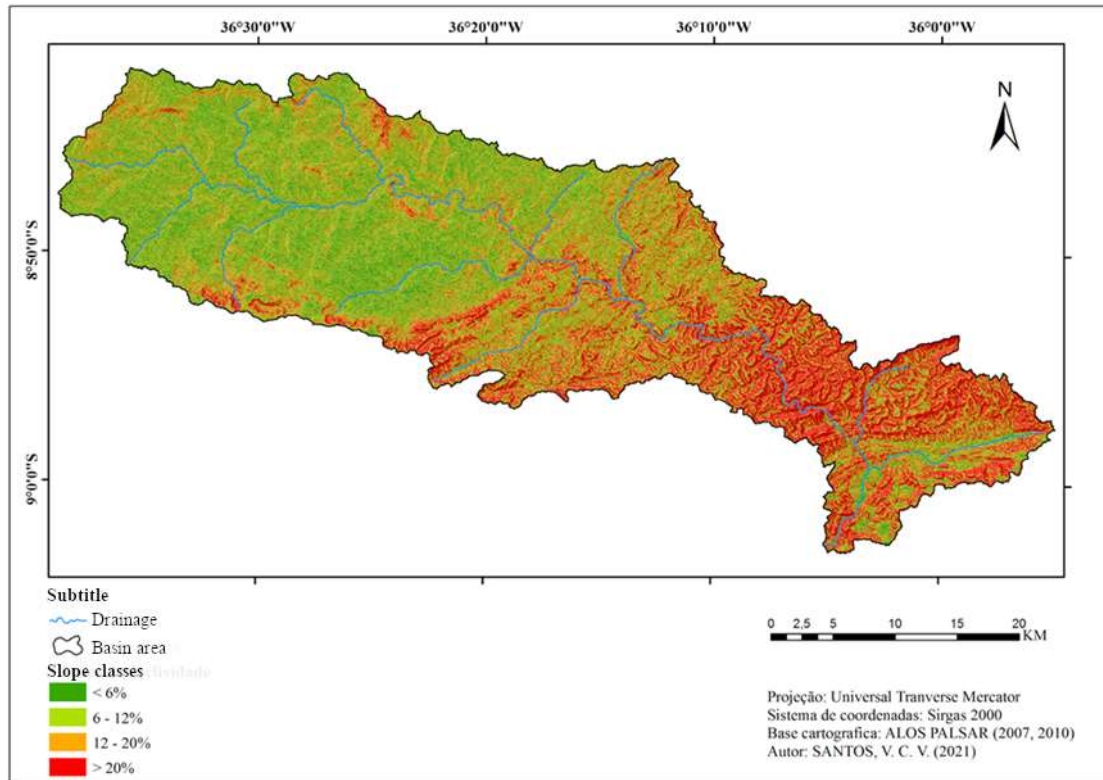 36°30'0"W 36°20'0"W 36°10'0"W 36°0'0"W
N
8°50'0"S
9°0'0"S
Subtitle
Drainage
Basin area
Slope classes
< 6%
6 - 12%
12 - 20%
> 20%
0 2,5 5 10 15 20
KM
Projeção: Universal Tranverse Mercator
Sistema de coordenadas: Sirgas 2000
Base cartografica: ALOS PALSAR (2007, 2010)
Autor: SANTOS, V. C. V. (2021)